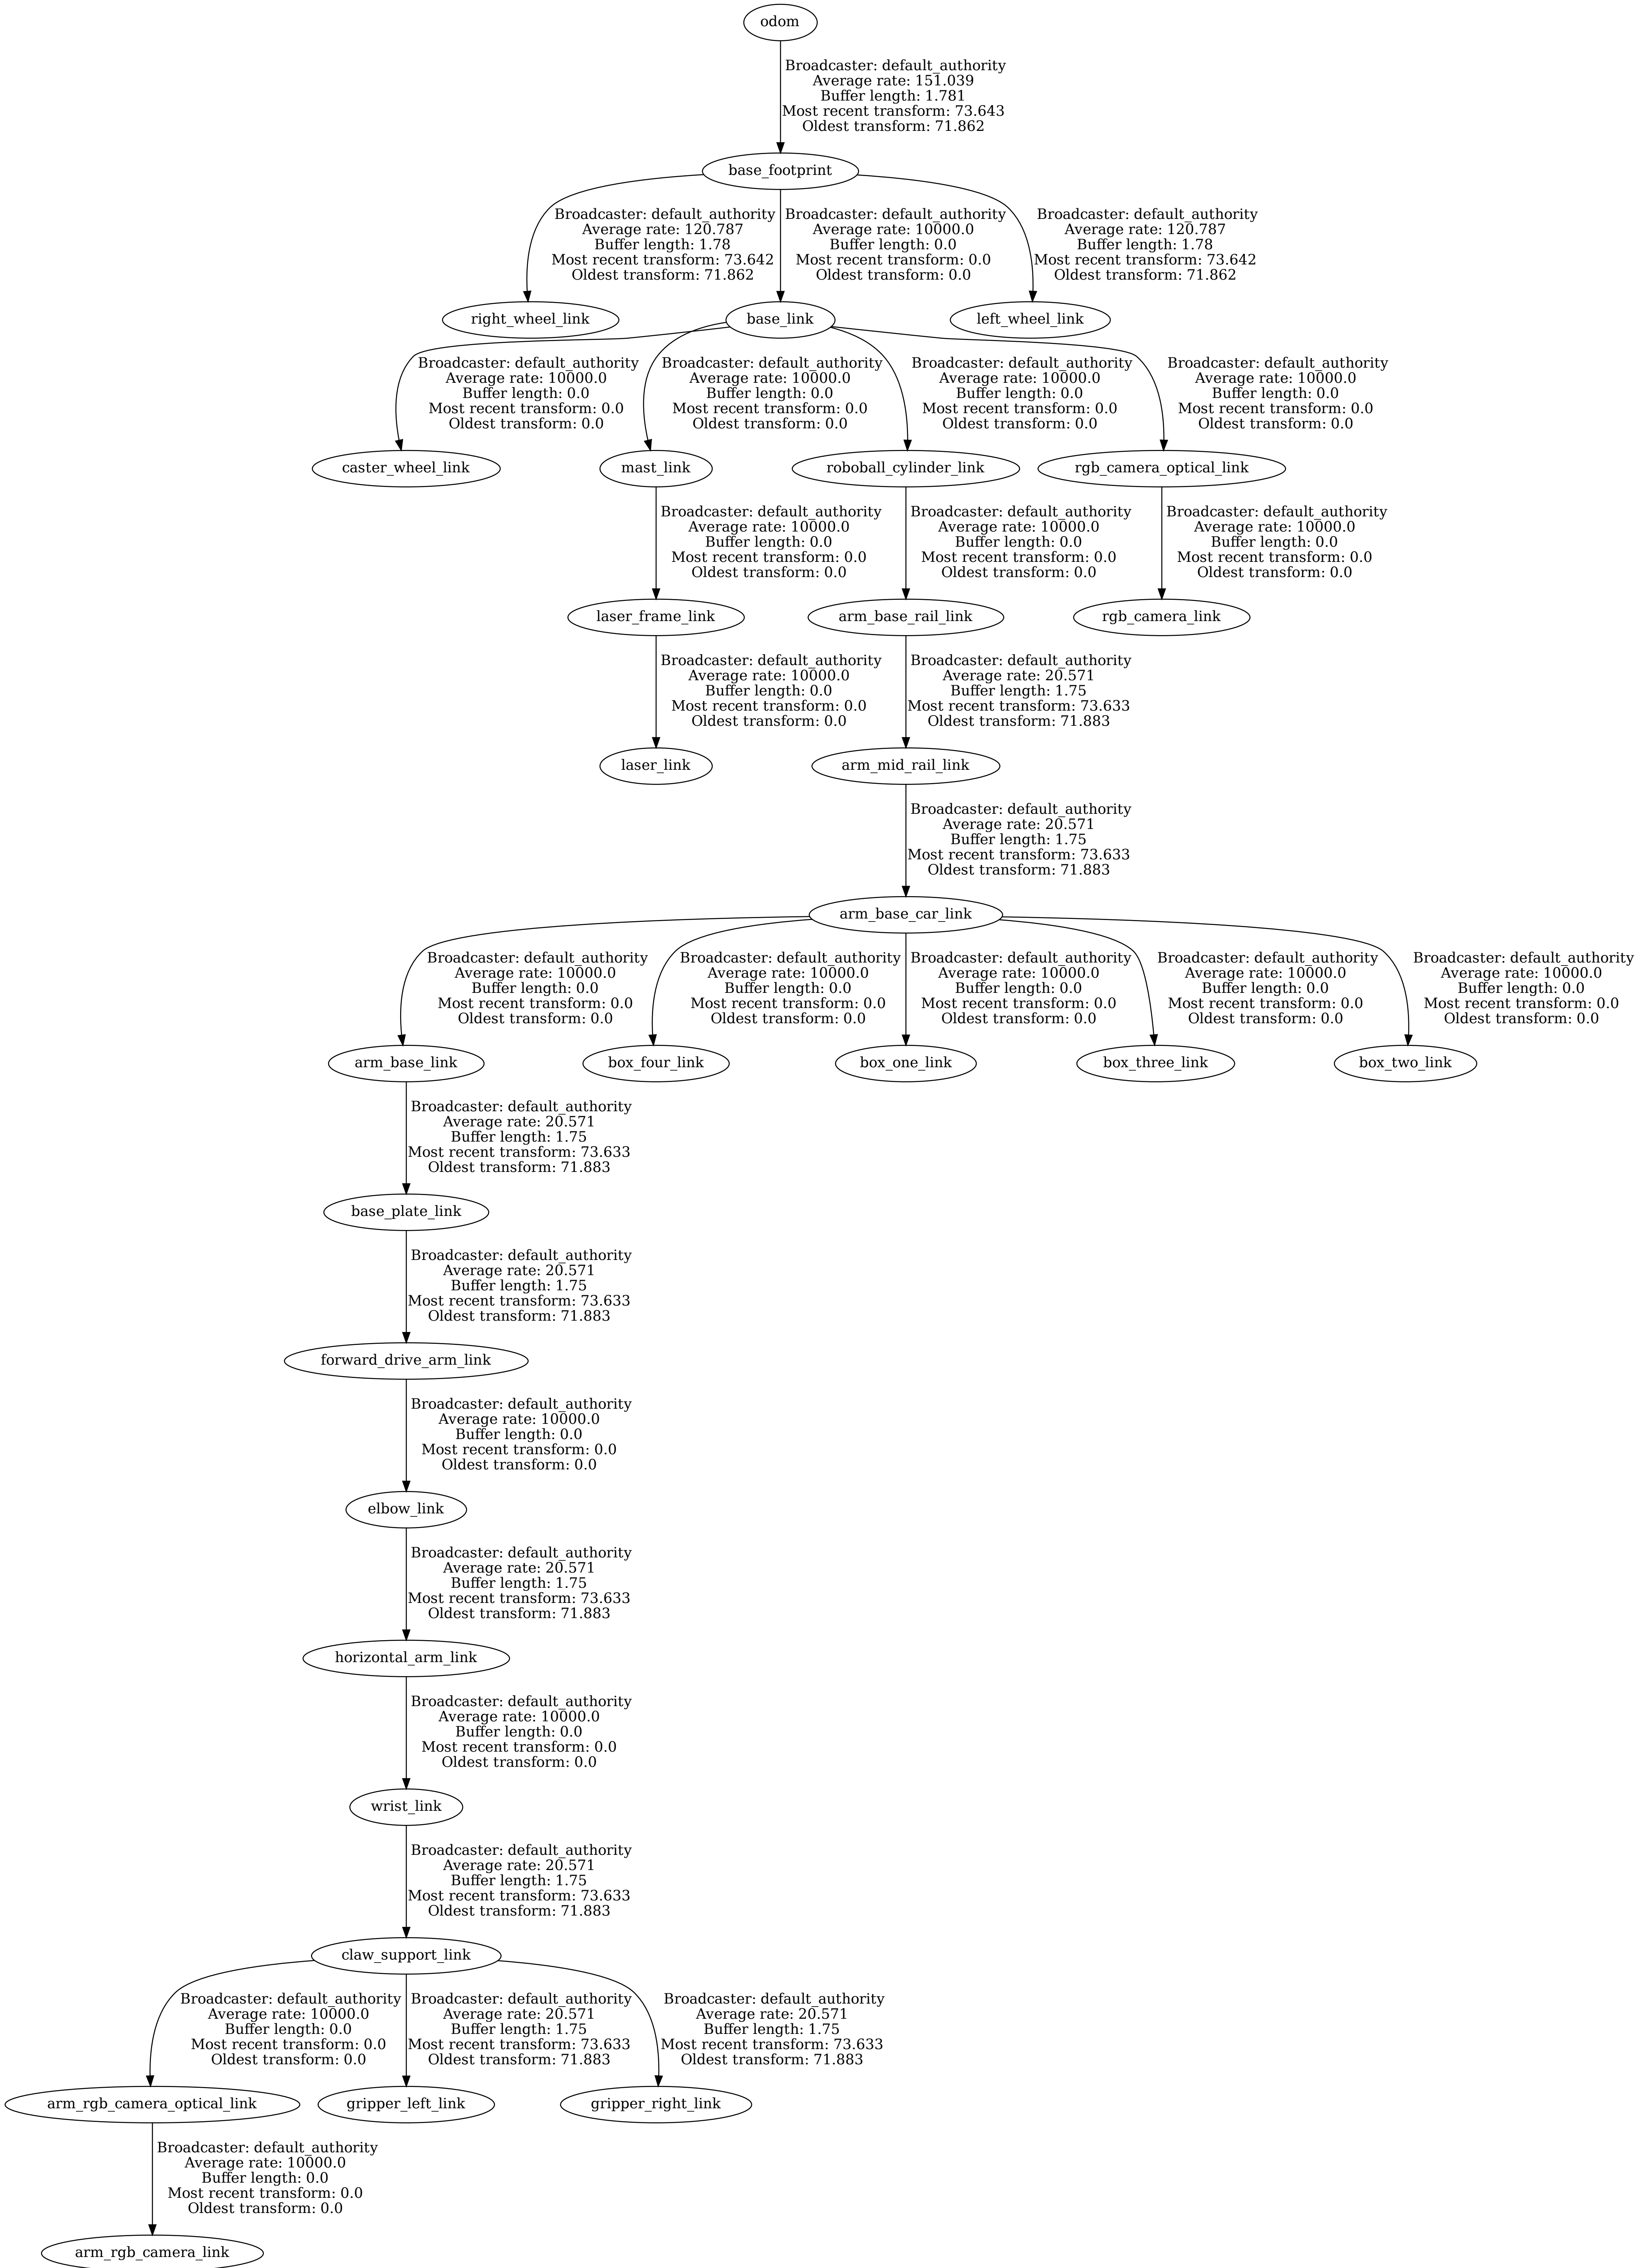 odom
Broadcaster: default_authority
Average rate: 151.039
Buffer length: 1.781
Most recent transform: 73.643
Oldest transform: 71.862
base_footprint
Broadcaster: default_authority
Average rate: 120.787
Buffer length: 1.78
Most recent transform: 73.642
Oldest transform: 71.862
Broadcaster: default_authority
Average rate: 10000.0
Buffer length: 0.0
Most recent transform: 0.0
Oldest transform: 0.0
Broadcaster: default_authority
Average rate: 120.787
Buffer length: 1.78
Most recent transform: 73.642
Oldest transform: 71.862
right_wheel_link
base_link
left_wheel_link
Broadcaster: default_authority
Average rate: 10000.0
Buffer length: 0.0
Most recent transform: 0.0
Oldest transform: 0.0
Broadcaster: default_authority
Average rate: 10000.0
Buffer length: 0.0
Most recent transform: 0.0
Oldest transform: 0.0
Broadcaster: default_authority
Average rate: 10000.0
Buffer length: 0.0
Most recent transform: 0.0
Oldest transform: 0.0
Broadcaster: default_authority
Average rate: 10000.0
Buffer length: 0.0
Most recent transform: 0.0
Oldest transform: 0.0
caster_wheel_link
mast_link
roboball_cylinder_link
rgb_camera_optical_link
Broadcaster: default_authority
Average rate: 10000.0
Buffer length: 0.0
Most recent transform: 0.0
Oldest transform: 0.0
Broadcaster: default_authority
Average rate: 10000.0
Buffer length: 0.0
Most recent transform: 0.0
Oldest transform: 0.0
Broadcaster: default_authority
Average rate: 10000.0
Buffer length: 0.0
Most recent transform: 0.0
Oldest transform: 0.0
laser_frame_link
arm_base_rail_link
rgb_camera_link
Broadcaster: default_authority
Average rate: 10000.0
Buffer length: 0.0
Most recent transform: 0.0
Oldest transform: 0.0
Broadcaster: default_authority
Average rate: 20.571
Buffer length: 1.75
Most recent transform: 73.633
Oldest transform: 71.883
laser_link
arm_mid_rail_link
Broadcaster: default_authority
Average rate: 20.571
Buffer length: 1.75
Most recent transform: 73.633
Oldest transform: 71.883
arm_base_car_link
Broadcaster: default_authority
Average rate: 10000.0
Buffer length: 0.0
Most recent transform: 0.0
Oldest transform: 0.0
Broadcaster: default_authority
Average rate: 10000.0
Buffer length: 0.0
Most recent transform: 0.0
Oldest transform: 0.0
Broadcaster: default_authority
Average rate: 10000.0
Buffer length: 0.0
Most recent transform: 0.0
Oldest transform: 0.0
Broadcaster: default_authority
Average rate: 10000.0
Buffer length: 0.0
Most recent transform: 0.0
Oldest transform: 0.0
Broadcaster: default_authority
Average rate: 10000.0
Buffer length: 0.0
Most recent transform: 0.0
Oldest transform: 0.0
arm_base_link
box_four_link
box_one_link
box_three_link
box_two_link
Broadcaster: default_authority
Average rate: 20.571
Buffer length: 1.75
Most recent transform: 73.633
Oldest transform: 71.883
base_plate_link
Broadcaster: default_authority
Average rate: 20.571
Buffer length: 1.75
Most recent transform: 73.633
Oldest transform: 71.883
forward_drive_arm_link
Broadcaster: default_authority
Average rate: 10000.0
Buffer length: 0.0
Most recent transform: 0.0
Oldest transform: 0.0
elbow_link
Broadcaster: default_authority
Average rate: 20.571
Buffer length: 1.75
Most recent transform: 73.633
Oldest transform: 71.883
horizontal_arm_link
Broadcaster: default_authority
Average rate: 10000.0
Buffer length: 0.0
Most recent transform: 0.0
Oldest transform: 0.0
wrist_link
Broadcaster: default_authority
Average rate: 20.571
Buffer length: 1.75
Most recent transform: 73.633
Oldest transform: 71.883
claw_support_link
Broadcaster: default_authority
Average rate: 10000.0
Buffer length: 0.0
Most recent transform: 0.0
Oldest transform: 0.0
Broadcaster: default_authority
Average rate: 20.571
Buffer length: 1.75
Most recent transform: 73.633
Oldest transform: 71.883
Broadcaster: default_authority
Average rate: 20.571
Buffer length: 1.75
Most recent transform: 73.633
Oldest transform: 71.883
arm_rgb_camera_optical_link
gripper_left_link
gripper_right_link
Broadcaster: default_authority
Average rate: 10000.0
Buffer length: 0.0
Most recent transform: 0.0
Oldest transform: 0.0
arm_rgb_camera_link